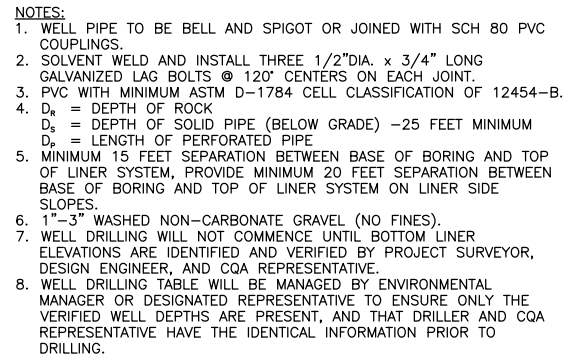 NOTES:
1. WELL PIPE TO BE BELL AND SPIGOT OR JOINED WITH SCH 80 PVC
COUPLINGS.
2. SOLVENT WELD AND INSTALL THREE 1/2"DIA. x 3/4" LONG
GALVANIZED LAG BOLTS @ 120° CENTERS ON EACH JOINT.
3. PVC WITH MINIMUM ASTM D-1784 CELL CLASSIFICATION OF 12454-B.
4. DR = DEPTH OF ROCK
DS = DEPTH OF SOLID PIPE (BELOW GRADE) -25 FEET MINIMUM
DP = LENGTH OF PERFORATED PIPE
5. MINIMUM 15 FEET SEPARATION BETWEEN BASE OF BORING AND TOP
OF LINER SYSTEM, PROVIDE MINIMUM 20 FEET SEPARATION BETWEEN
BASE OF BORING AND TOP OF LINER SYSTEM ON LINER SIDE
SLOPES.
6. 1"-3" WASHED NON-CARBONATE GRAVEL (NO FINES).
7. WELL DRILLING WILL NOT COMMENCE UNTIL BOTTOM LINER
ELEVATIONS ARE IDENTIFIED AND VERIFIED BY PROJECT SURVEYOR,
DESIGN ENGINEER, AND CQA REPRESENTATIVE.
8. WELL DRILLING TABLE WILL BE MANAGED BY ENVIRONMENTAL
MANAGER OR DESIGNATED REPRESENTATIVE TO ENSURE ONLY THE
VERIFIED WELL DEPTHS ARE PRESENT, AND THAT DRILLER AND CQA
REPRESENTATIVE HAVE THE IDENTICAL INFORMATION PRIOR TO
DRILLING.